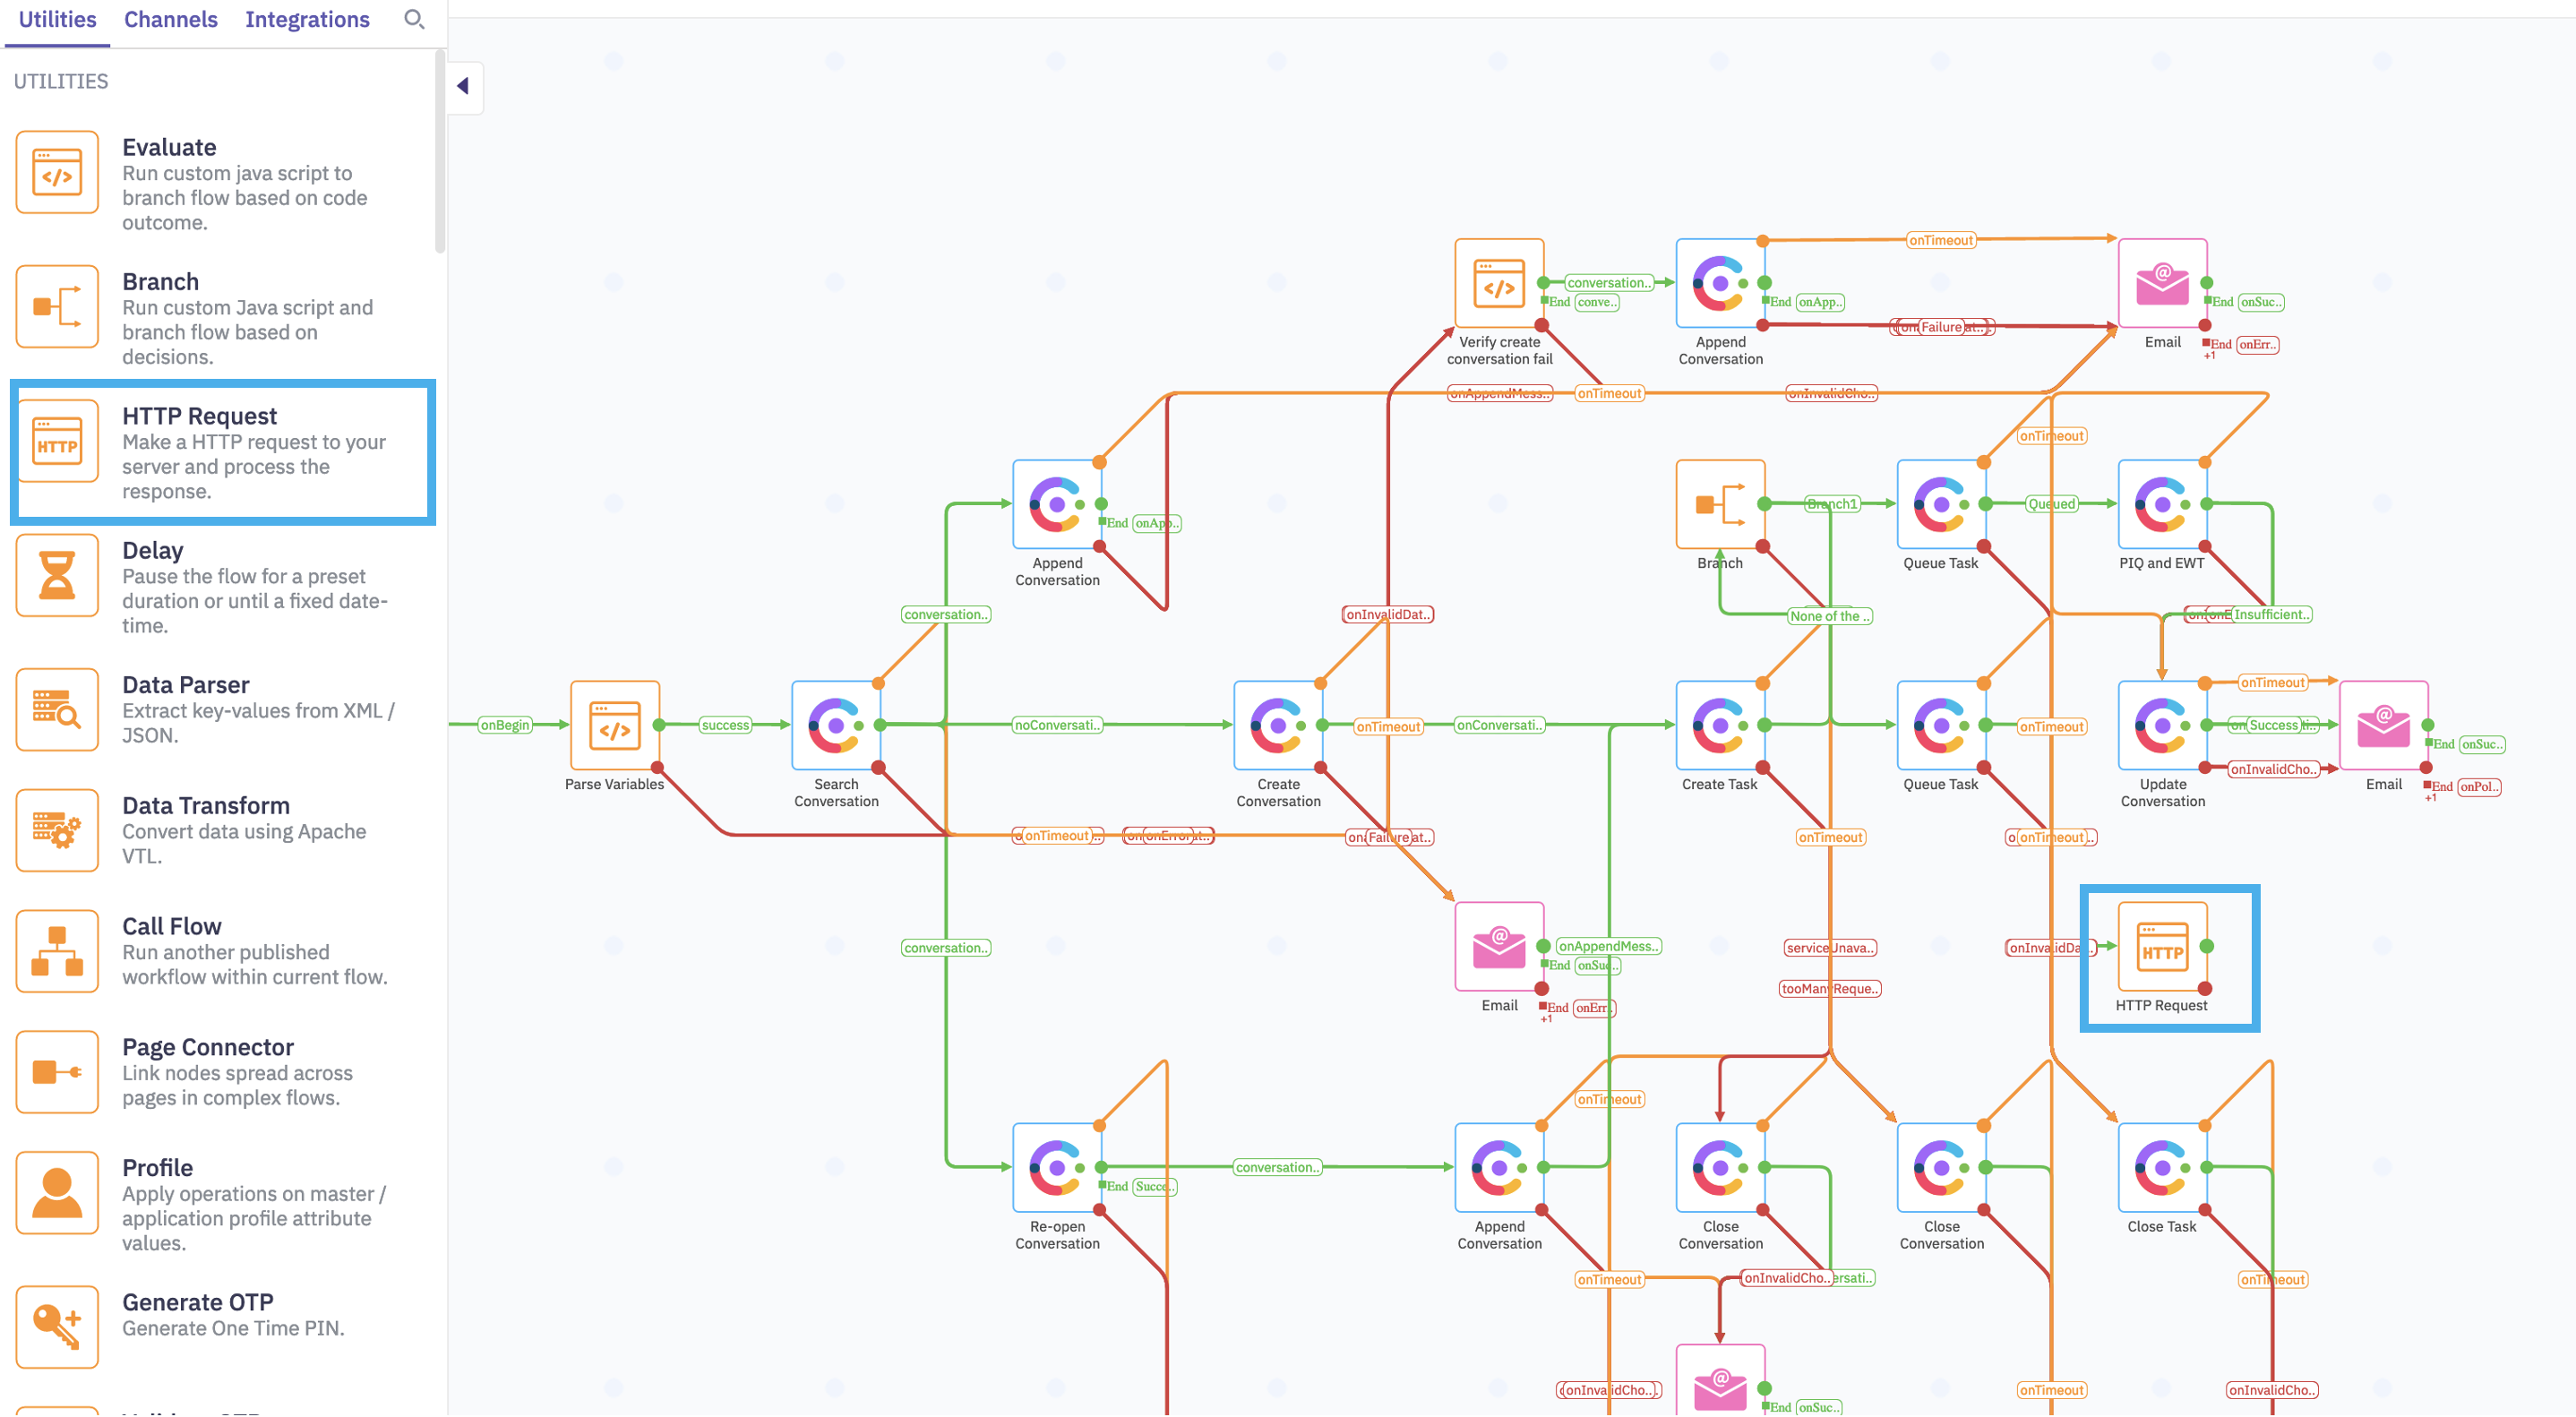 Utilities Channels Integrations
UTILITIES
Evaluate
Run custom java script to
branch flow based on code
outcome.
Branch
Run custom Java script and
branch flow based on
decisions.
HTTP Request
Make a HTTP request to your
server and process the
response.
Delay
Pause the flow for a preset
duration or until a fixed date-
time.
Data Parser
Extract key-values from XML /
JSON.
Data Transform
Convert data using Apache
VTL.
Call Flow
Run another published
workflow within current flow.
Page Connector
Link nodes spread across
pages in complex flows.
Profile
Apply operations on master /
application profile attribute
values.
Generate OTP
Generate One Time PIN.
onTimeout
conversation..
End conve..
End onApp..
End onSuc..
Failure
Verify create
conversation fail
Append
Conversation
Email
End onErr..
+1
onAppendMess.. onTimeout onInvalidCho..
onTimeout
Branch1 Queued
End onApp..
Append
Conversation
Branch
Queue Task
PIQ and EWT
conversation..
onInvalidDat..
None of the ..
Insufficient..
onTimeout
onBegin success noConversati.. onTimeout onConversati.. onTimeout Success
End onSuc..
onInvalidCho..
Parse Variables
Search
Conversation
Create
Conversation
Create Task
Queue Task
Update
Conversation
Email
End onPol..
+1
onTimeout onError Failure onTimeout onTimeout
conversation..
onAppendMess..
End onSuc..
serviceUnava..
onInvalidDa..
HTTP
tooManyReque..
Email
End onErr..
+1
HTTP Request
onTimeout
conversation..
End Succe..
Re-open
Conversation
Append
Conversation
Close
Conversation
Close
Conversation
Close Task
onTimeout onInvalidCho.. ersati.. onTimeout
onInvalidCho.. onTimeout onInvalidCho..
End onSuc..